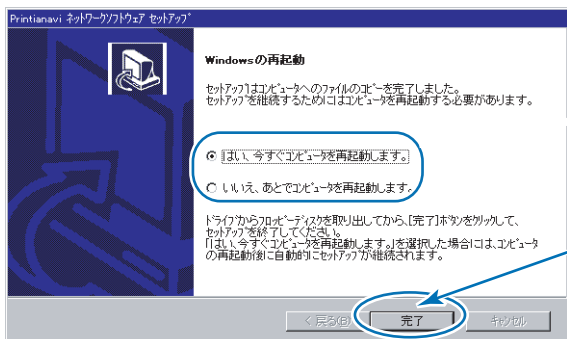 Printianavi ネットワークソフトウェア セットアップ
Windowsの再起動
セットアップはコンピュータへのファイルのコピーを完了しました。
セットアップを継続するためにはコンピュータを再起動する必要があります。
はい、今すぐコンピュータを再起動します。
いいえ、あとでコンピュータを再起動します。
ドライブからフロッピーディスクを取り出してから、[完了]ボタンをクリックして、
セットアップを終了してください。
「はい、今すぐコンピュータを再起動します。」を選択した場合には、コンピュータ
の再起動後に自動的にセットアップが継続されます。
< 戻る(B)
完了
キャンセル